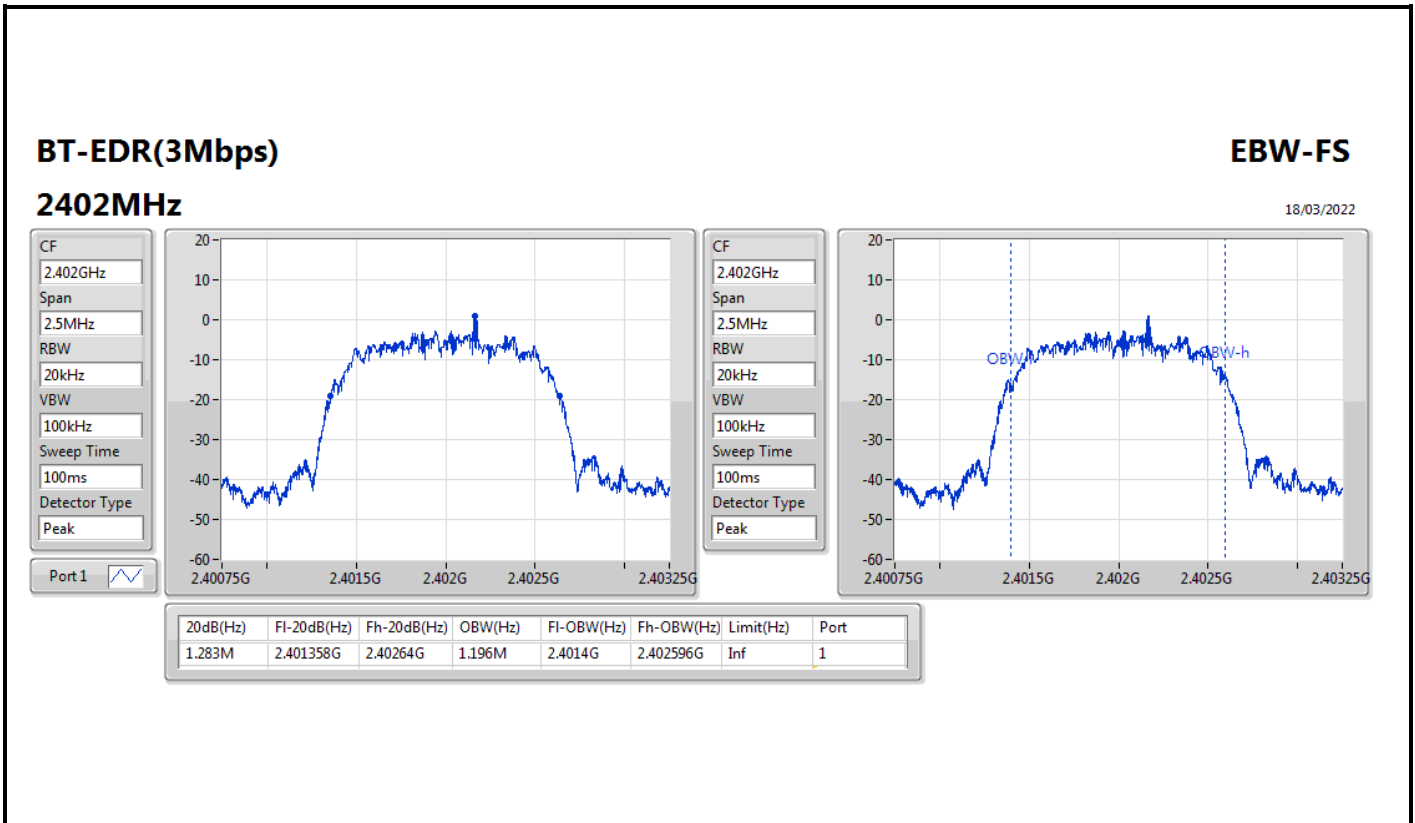 BT-EDR(3Mbps)
EBW-FS
2402MHz
18/03/2022
CF
2.402GHz
Span
2.5MHz
RBW
20kHz
VBW
100kHz
Sweep Time
100ms
Detector Type
Peak
Port 1
20
10
0
-10
-20
-30
-40
-50
-60
2.40075G 2.4015G 2.402G 2.4025G 2.40325G
CF
2.402GHz
Span
2.5MHz
RBW
20kHz
VBW
100kHz
Sweep Time
100ms
Detector Type
Peak
20
10
0
-10
-20
-30
-40
-50
-60
OBW-h
2.40075G 2.4015G 2.402G 2.4025G 2.40325G
20dB(Hz) Fl-20dB(Hz) Fh-20dB(Hz) OBW(Hz) Fl-OBW(Hz) Fh-OBW(Hz) Limit(Hz) Port
1.283M 2.401358G 2.40264G 1.196M 2.4014G 2.402596G Inf 1